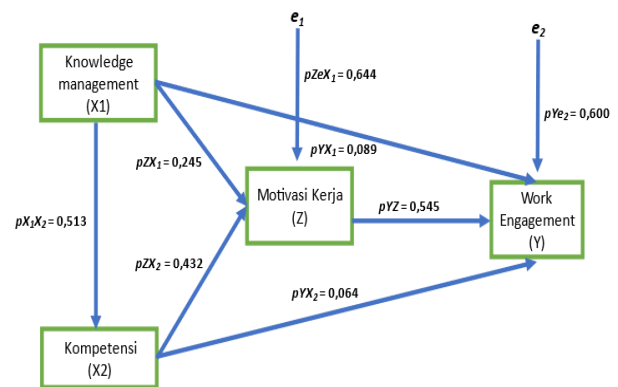 e1
e2
Knowledge
management
(X1)
pZeX1 = 0,644
pYe2 = 0,600
pYX1 = 0,089
pZX1 = 0,245
Motivasi Kerja
(Z)
pYZ = 0,545
Work
Engagement
(Y)
pX1X2 = 0,513
pZX2 = 0,432
pYX2 = 0,064
Kompetensi
(X2)